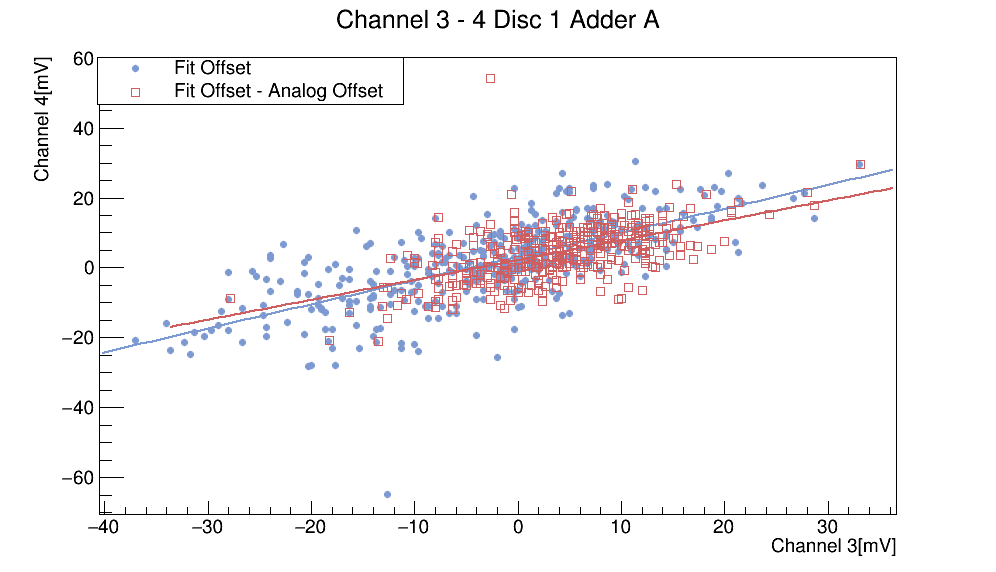 Channel 3 - 4 Disc 1 Adder A
Channel 4[mV]
Fit Offset
Fit Offset - Analog Offset
60
40
20
0
−20
−40
−60
−40 −30 −20 −10 0 10 20 30
Channel 3[mV]